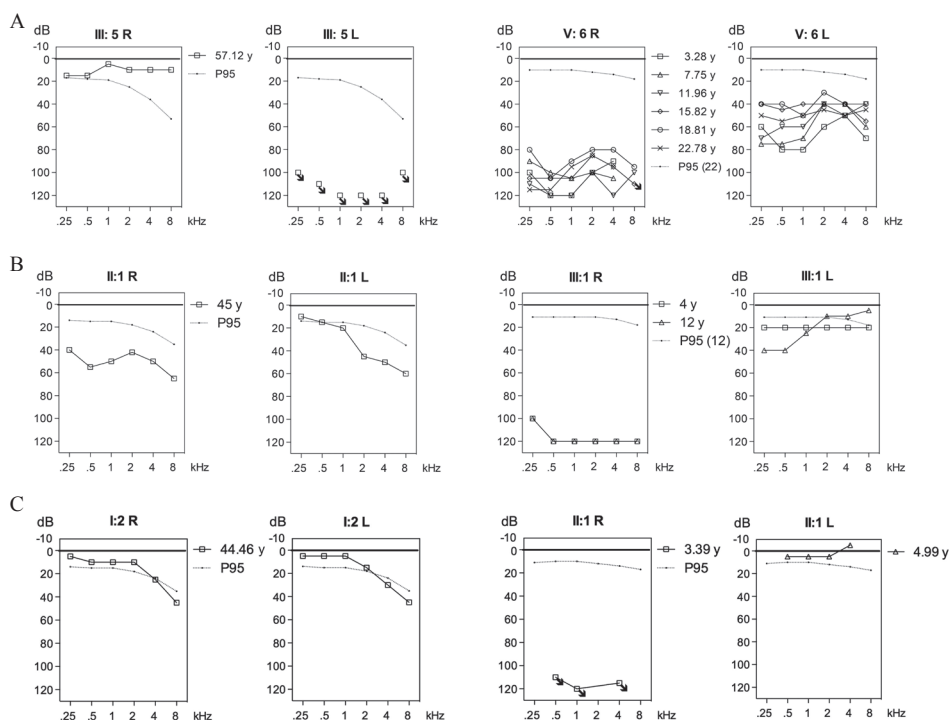 A
dB
III: 5 R
-10
0
20
40
60
80
100
120
.25 .5 1 2 4 8 kHz
57.12 y
P95
dB
III: 5 L
-10
0
20
40
60
80
100
120
.25 .5 1 2 4 8 kHz
dB
V: 6 R
-10
0
20
40
60
80
100
120
.25 .5 1 2 4 8 kHz
3.28 y
7.75 y
11.96 y
15.82 y
18.81 y
22.78 y
P95 (22)
dB
V: 6 L
-10
0
20
40
60
80
100
120
.25 .5 1 2 4 8 kHz
B
dB
II:1 R
-10
0
20
40
60
80
100
120
.25 .5 1 2 4 8 kHz
45 y
P95
dB
II:1 L
-10
0
20
40
60
80
100
120
.25 .5 1 2 4 8 kHz
dB
III:1 R
-10
0
20
40
60
80
100
120
.25 .5 1 2 4 8 kHz
4 y
12 y
P95 (12)
dB
III:1 L
-10
0
20
40
60
80
100
120
.25 .5 1 2 4 8 kHz
C
dB
I:2 R
-10
0
20
40
60
80
100
120
.25 .5 1 2 4 8 kHz
44.46 y
P95
dB
I:2 L
-10
0
20
40
60
80
100
120
.25 .5 1 2 4 8 kHz
dB
II:1 R
-10
0
20
40
60
80
100
120
.25 .5 1 2 4 8 kHz
3.39 y
P95
dB
II:1 L
-10
0
20
40
60
80
100
120
.25 .5 1 2 4 8 kHz
4.99 y